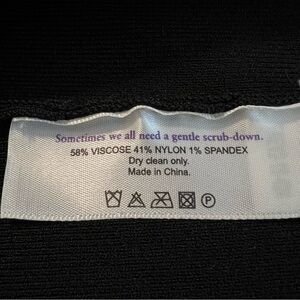 Sometimes we all need a gentle scrub-down.
58% VISCOSE 41% NYLON 1% SPANDEX
Dry clean only.
Made in China.
P